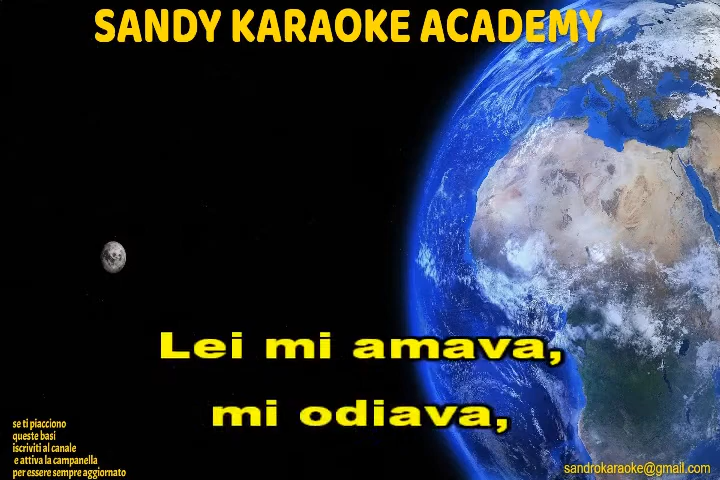 SANDY KARAOKE ACADEMY
Lei mi amava,
mi odiava,
se ti piacciono
queste basi
iscriviti al canale
e attiva la campanella
per essere sempre aggiornato
sandrokaraoke@gmail.com